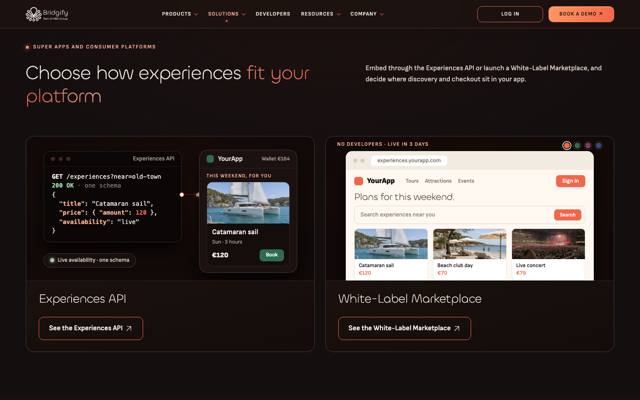 Bridgify
PRODUCTS
SOLUTIONS
DEVELOPERS
RESOURCES
COMPANY
LOG IN
BOOK A DEMO ↗
SUPER APPS AND CONSUMER PLATFORMS
Choose how experiences fit your
platform
Embed through the Experiences API or launch a White-Label Marketplace, and
decide where discovery and checkout sit in your app.
Experiences API
GET /experiences?near=old-town
200 OK · one schema
{
"title": "Catamaran sail",
"price": { "amount": 120 },
"availability": "live"
}
Live availability · one schema
YourApp
Wallet €184
THIS WEEKEND, FOR YOU
Catamaran sail
Sun · 3 hours
€120
Book
Experiences API
See the Experiences API ↗
NO DEVELOPERS · LIVE IN 3 DAYS
experiences.yourapp.com
YourApp
Tours
Attractions
Events
Sign in
Plans for this weekend.
Search experiences near you
Search
Catamaran sail
€120
Beach club day
€70
Live concert
€79
White-Label Marketplace
See the White-Label Marketplace ↗